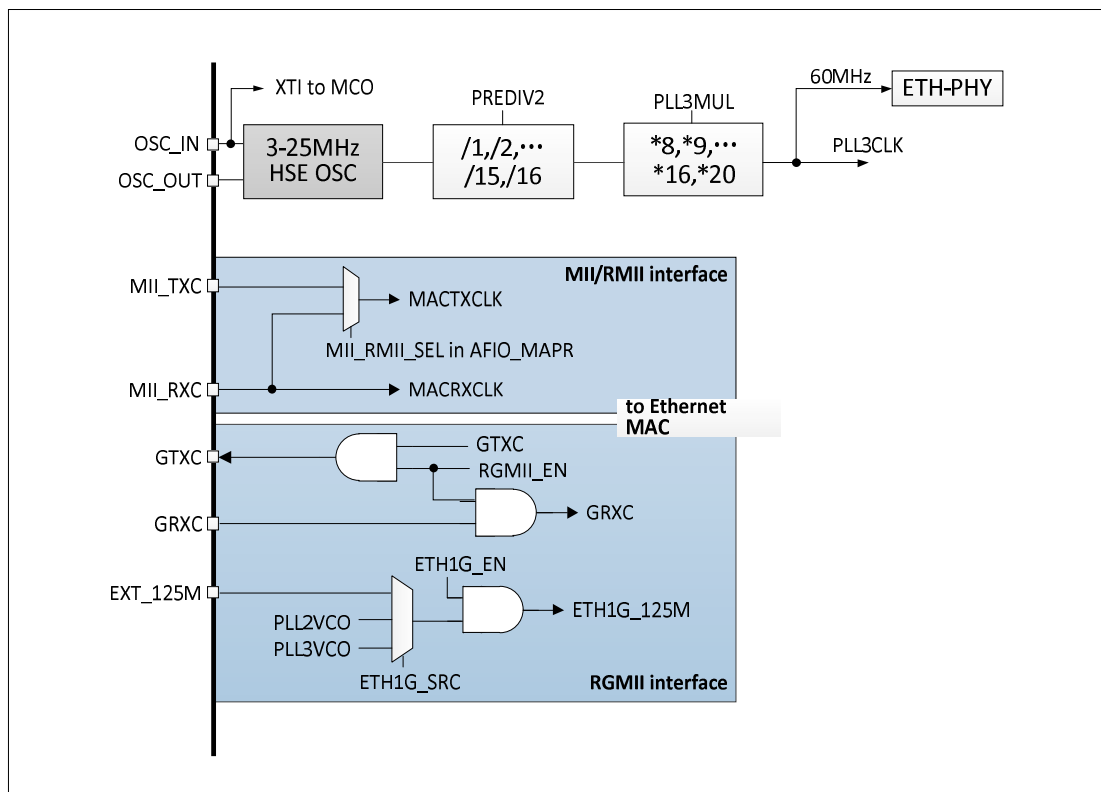 XTI to MCO
PREDIV2
PLL3MUL
60MHz
ETH-PHY
OSC_IN
OSC_OUT
3-25MHz
HSE OSC
/1,/2,···
/15,/16
*8,*9,···
*16,*20
PLL3CLK
MII/RMII interface
MII_TXC
MACTXCLK
MII_RMII_SEL in AFIO_MAPR
MII_RXC
MACRXCLK
to Ethernet
MAC
GTXC
GTXC
RGMII_EN
GRXC
GRXC
ETH1G_EN
EXT_125M
ETH1G_125M
PLL2VCO
PLL3VCO
ETH1G_SRC
RGMII interface